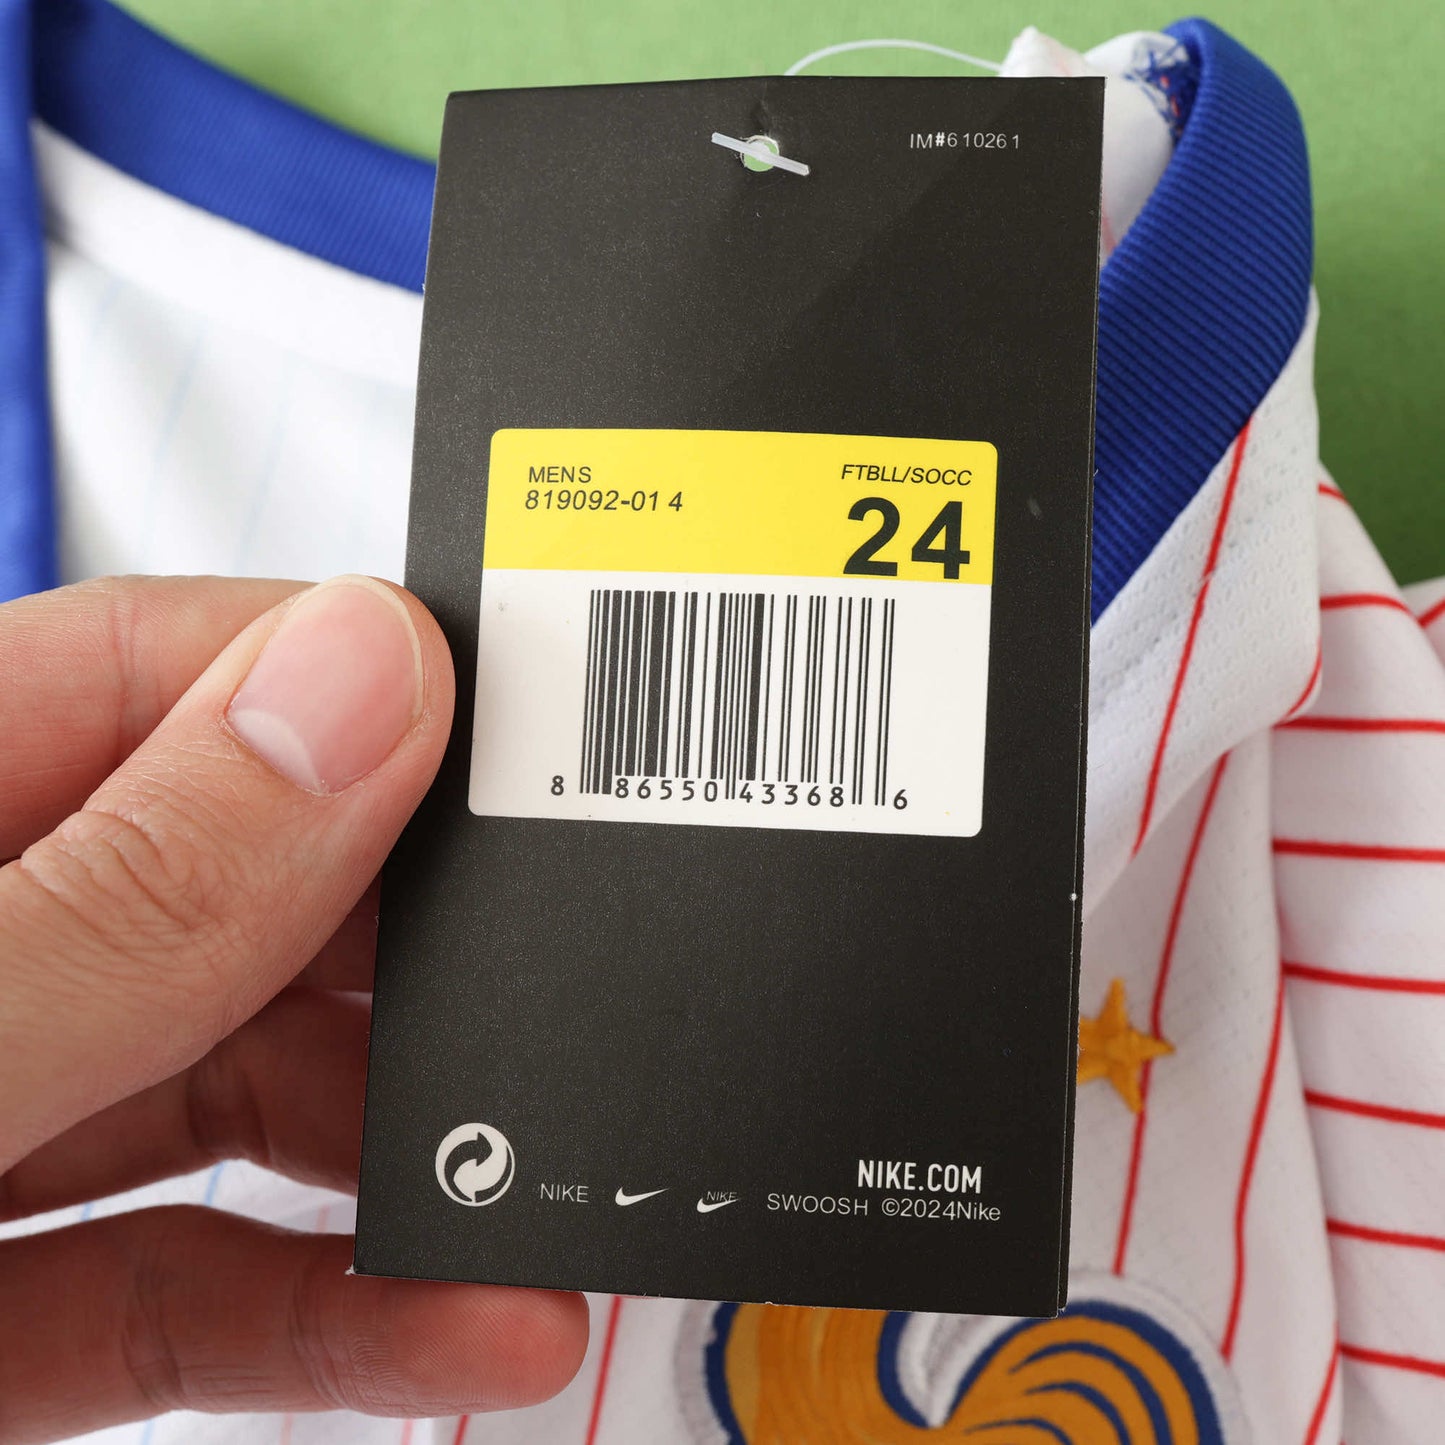 IM#610261
MENS
FTBLL/SOCC
819092-01 4
24
8 86550 43368 6
NIKE.COM
NIKE NIKE SWOOSH ©2024Nike